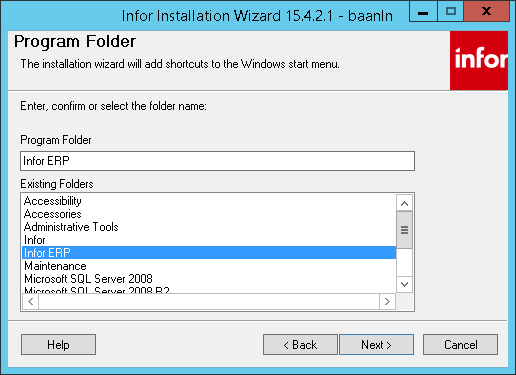 Infor Installation Wizard 15.4.2.1 - baanln
Program Folder
The installation wizard will add shortcuts to the Windows start menu.
infor
Enter, confirm or select the folder name:
Program Folder
Infor ERP
Existing Folders
Accessibility
Accessories
Administrative Tools
Infor
Infor ERP
Maintenance
Microsoft SQL Server 2008
Microsoft SQL Server 2008 R2
Help
< Back
Next >
Cancel